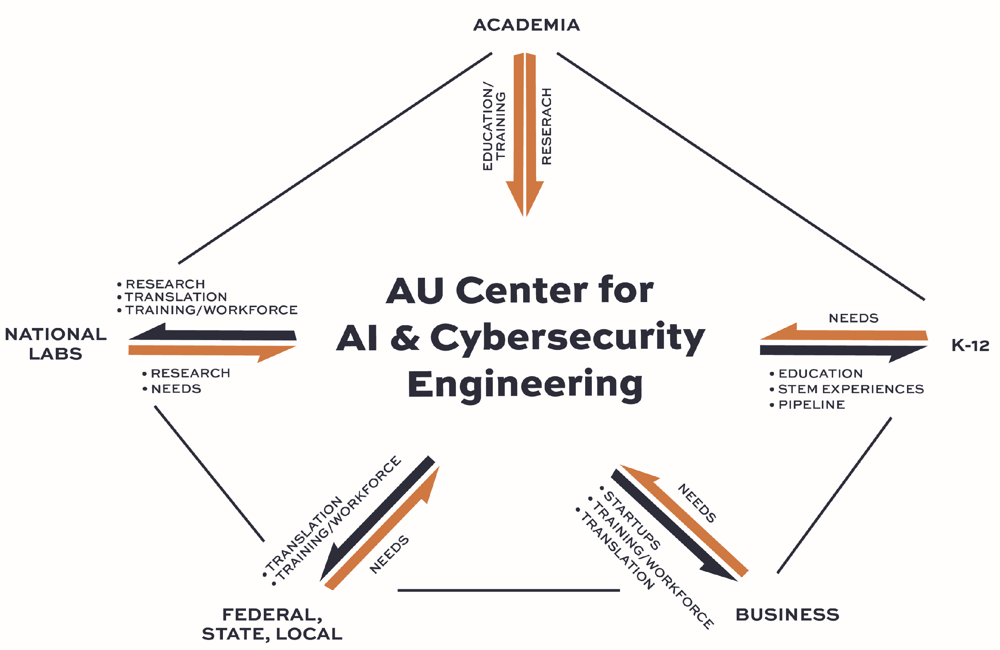 ACADEMIA
EDUCATION/
TRAINING
RESERACH
• RESEARCH
• TRANSLATION
• TRAINING/WORKFORCE
NATIONAL
LABS
• RESEARCH
• NEEDS
AU Center for
AI & Cybersecurity
Engineering
NEEDS
K-12
• EDUCATION
• STEM EXPERIENCES
• PIPELINE
• TRANSLATION
• TRAINING/WORKFORCE
NEEDS
NEEDS
• STARTUPS
• TRAINING/WORKFORCE
• TRANSLATION
FEDERAL,
STATE, LOCAL
BUSINESS